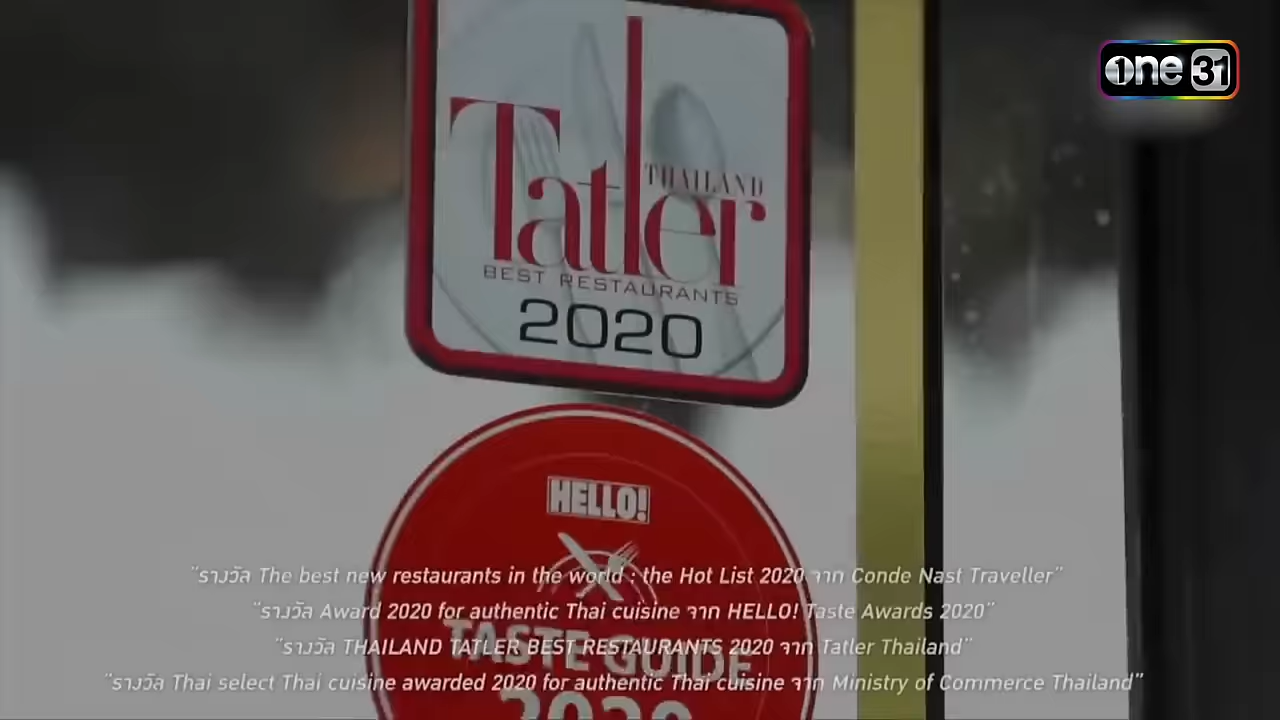 one 31
Tatler
THAILAND
BEST RESTAURANTS
2020
HELLO!
TASTE GUIDE
2020
"รางวัล The best new restaurants in the world : the Hot List 2020 จาก Conde Nast Traveller"
"รางวัล Award 2020 for authentic Thai cuisine จาก HELLO! Taste Awards 2020"
"รางวัล THAILAND TATLER BEST RESTAURANTS 2020 จาก Tatler Thailand"
"รางวัล Thai select Thai cuisine awarded 2020 for authentic Thai cuisine จาก Ministry of Commerce Thailand"